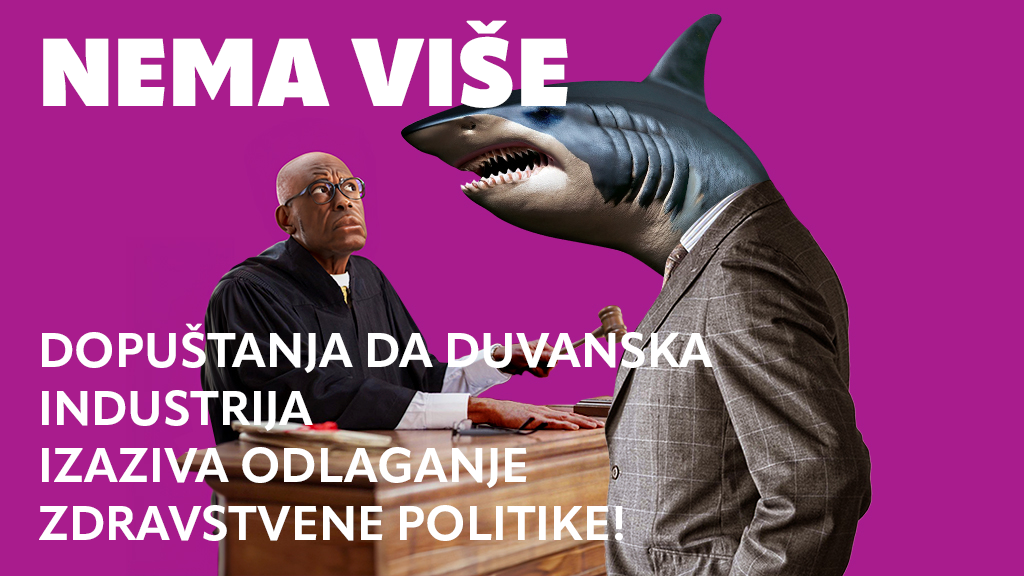 NEMA VIŠE
DOPUŠTANJA DA DUVANSKA
INDUSTRIJA
IZAZIVA ODLAGANJE
ZDRAVSTVENE POLITIKE!